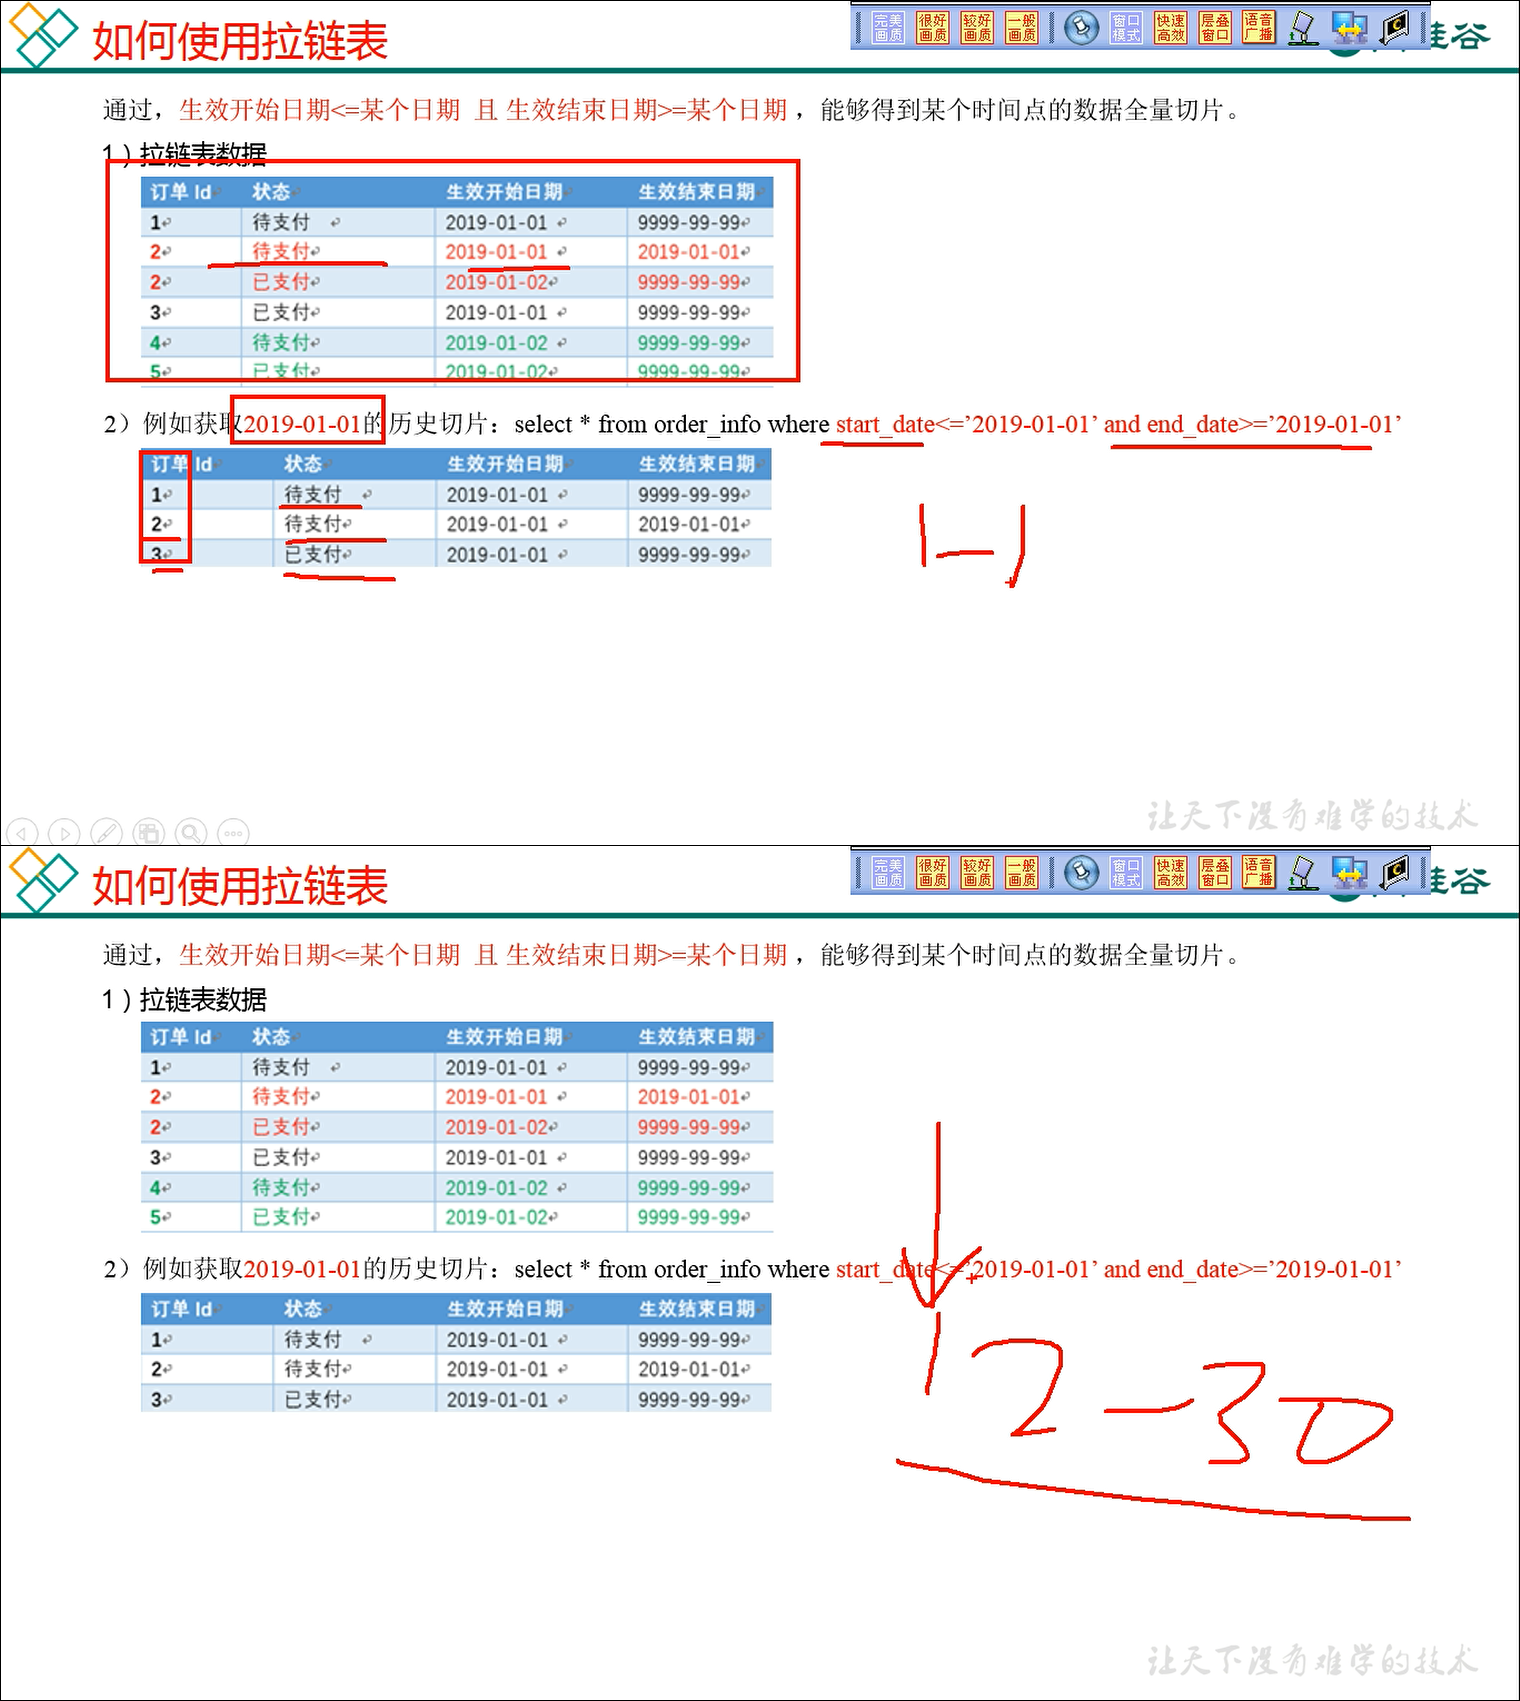 如何使用拉链表
完美画质 很好画质 较好画质 一般画质 窗口模式 快速高效 层叠窗口 语音广播
硅谷
通过，生效开始日期<=某个日期 且 生效结束日期>=某个日期 ，能够得到某个时间点的数据全量切片。
1）拉链表数据
订单 Id 状态 生效开始日期 生效结束日期
1 待支付 2019-01-01 9999-99-99
2 待支付 2019-01-01 2019-01-01
2 已支付 2019-01-02 9999-99-99
3 已支付 2019-01-01 9999-99-99
4 待支付 2019-01-02 9999-99-99
5 已支付 2019-01-02 9999-99-99
2）例如获取2019-01-01的历史切片：select * from order_info where start_date<=’2019-01-01’ and end_date>=’2019-01-01’
订单 Id 状态 生效开始日期 生效结束日期
1 待支付 2019-01-01 9999-99-99
2 待支付 2019-01-01 2019-01-01
3 已支付 2019-01-01 9999-99-99
1-1
让天下没有难学的技术
如何使用拉链表
完美画质 很好画质 较好画质 一般画质 窗口模式 快速高效 层叠窗口 语音广播
硅谷
通过，生效开始日期<=某个日期 且 生效结束日期>=某个日期 ，能够得到某个时间点的数据全量切片。
1）拉链表数据
订单 Id 状态 生效开始日期 生效结束日期
1 待支付 2019-01-01 9999-99-99
2 待支付 2019-01-01 2019-01-01
2 已支付 2019-01-02 9999-99-99
3 已支付 2019-01-01 9999-99-99
4 待支付 2019-01-02 9999-99-99
5 已支付 2019-01-02 9999-99-99
2）例如获取2019-01-01的历史切片：select * from order_info where start_date<=’2019-01-01’ and end_date>=’2019-01-01’
订单 Id 状态 生效开始日期 生效结束日期
1 待支付 2019-01-01 9999-99-99
2 待支付 2019-01-01 2019-01-01
3 已支付 2019-01-01 9999-99-99
12-30
让天下没有难学的技术